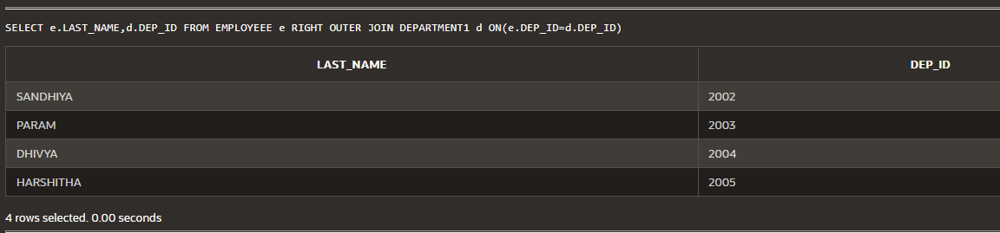 SELECT e.LAST_NAME,d.DEP_ID FROM EMPLOYEEE e RIGHT OUTER JOIN DEPARTMENT1 d ON(e.DEP_ID=d.DEP_ID)
LAST_NAME DEP_ID
SANDHIYA 2002
PARAM 2003
DHIVYA 2004
HARSHITHA 2005
4 rows selected. 0.00 seconds